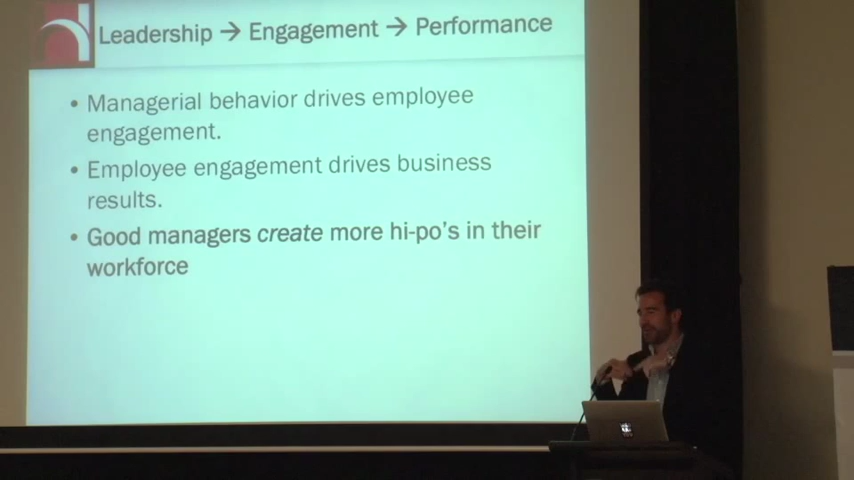 Leadership → Engagement → Performance
• Managerial behavior drives employee
engagement.
• Employee engagement drives business
results.
• Good managers create more hi-po's in their
workforce